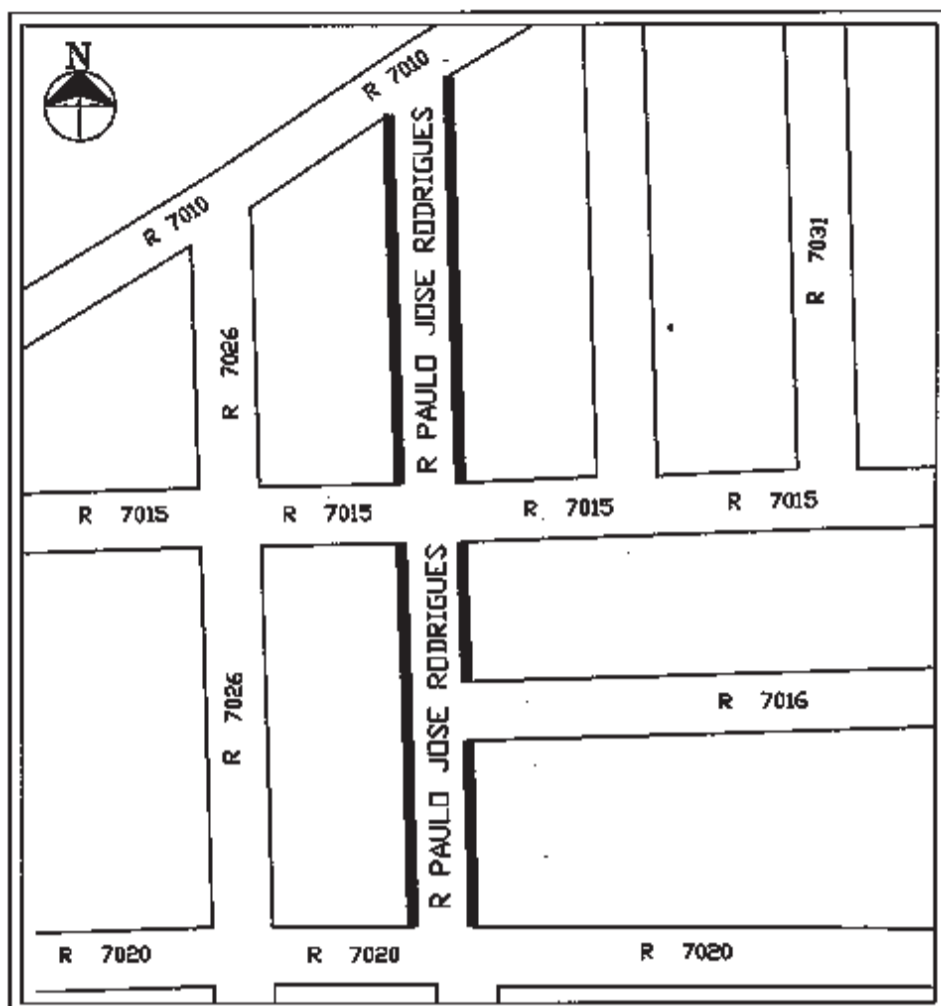 N
R 7010
R 7010
R PAULO JOSE RODRIGUES
R 7031
R 7026
R 7015
R 7015
R 7015
R 7015
R PAULO JOSE RODRIGUES
R 7026
R 7016
R 7020
R 7020
R 7020